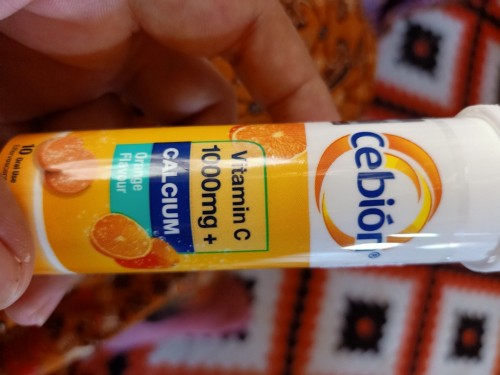 Cebión®
Vitamin C
1000mg +
CALCIUM
Orange
Flavour
10